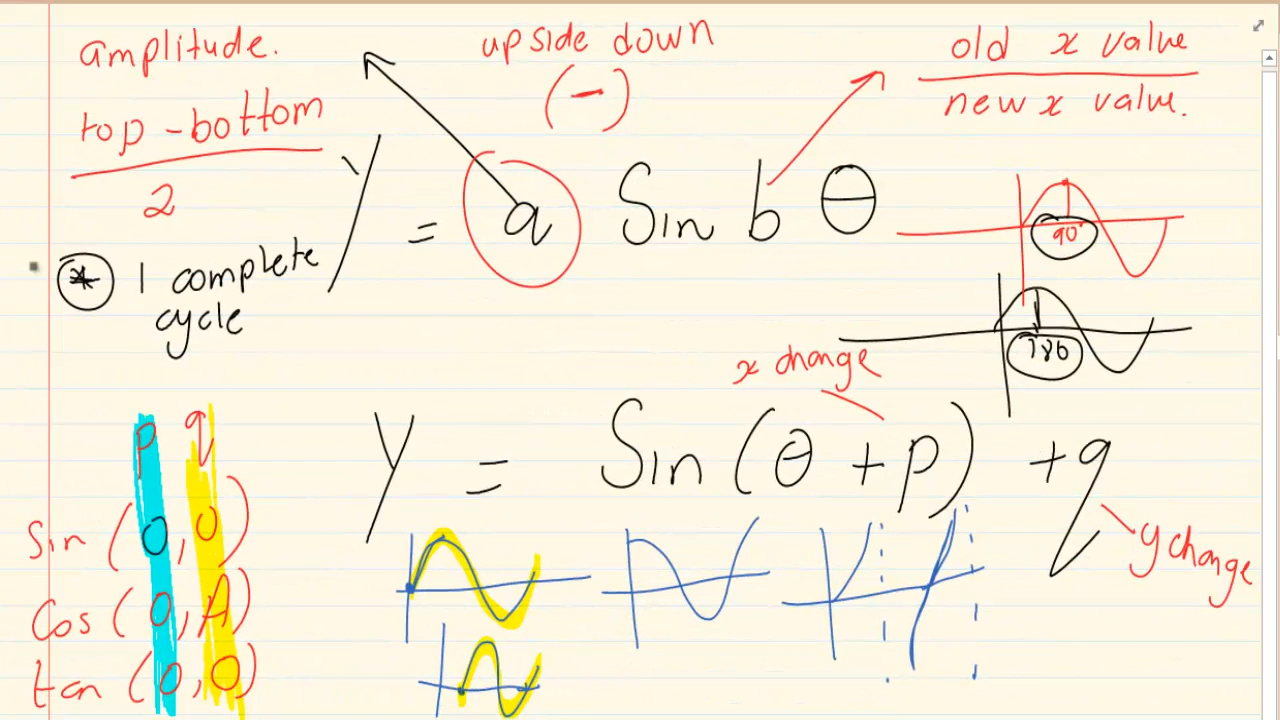 amplitude.
top - bottom
2
upside down
(-)
old x value
new x value.
y = a Sin b θ
90°
180
* 1 complete
cycle
x change
y = Sin (θ + p) + q
y change
p q
Sin (0, 0)
Cos (0, A)
tan (0, 0)